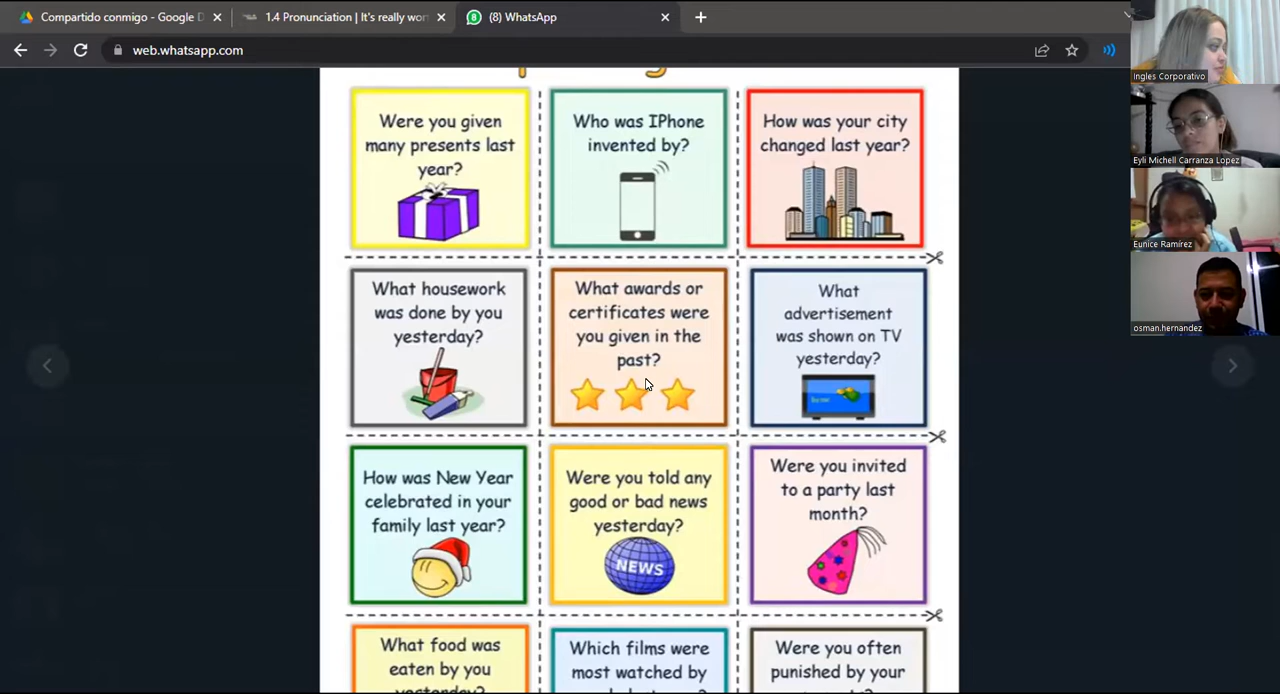 Compartido conmigo - Google D
1.4 Pronunciation | It's really wor
(8) WhatsApp
web.whatsapp.com
Ingles Corporativo
Eyli Michell Carranza Lopez
Eunice Ramírez
osman.hernandez
Were you given
many presents last
year?
Who was IPhone
invented by?
How was your city
changed last year?
What housework
was done by you
yesterday?
What awards or
certificates were
you given in the
past?
What
advertisement
was shown on TV
yesterday?
How was New Year
celebrated in your
family last year?
Were you told any
good or bad news
yesterday?
NEWS
Were you invited
to a party last
month?
What food was
eaten by you
yesterday?
Which films were
most watched by
Were you often
punished by your